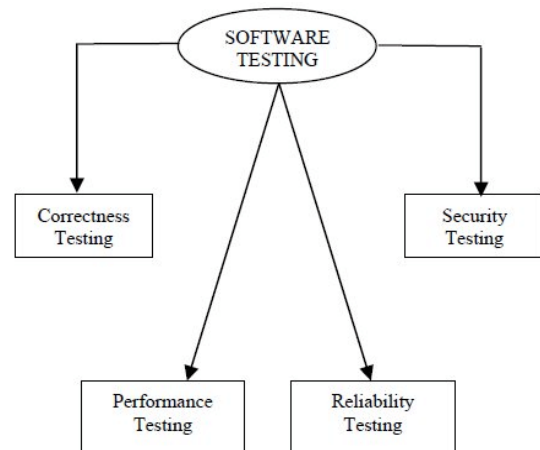 SOFTWARE
TESTING
Correctness
Testing
Security
Testing
Performance
Testing
Reliability
Testing